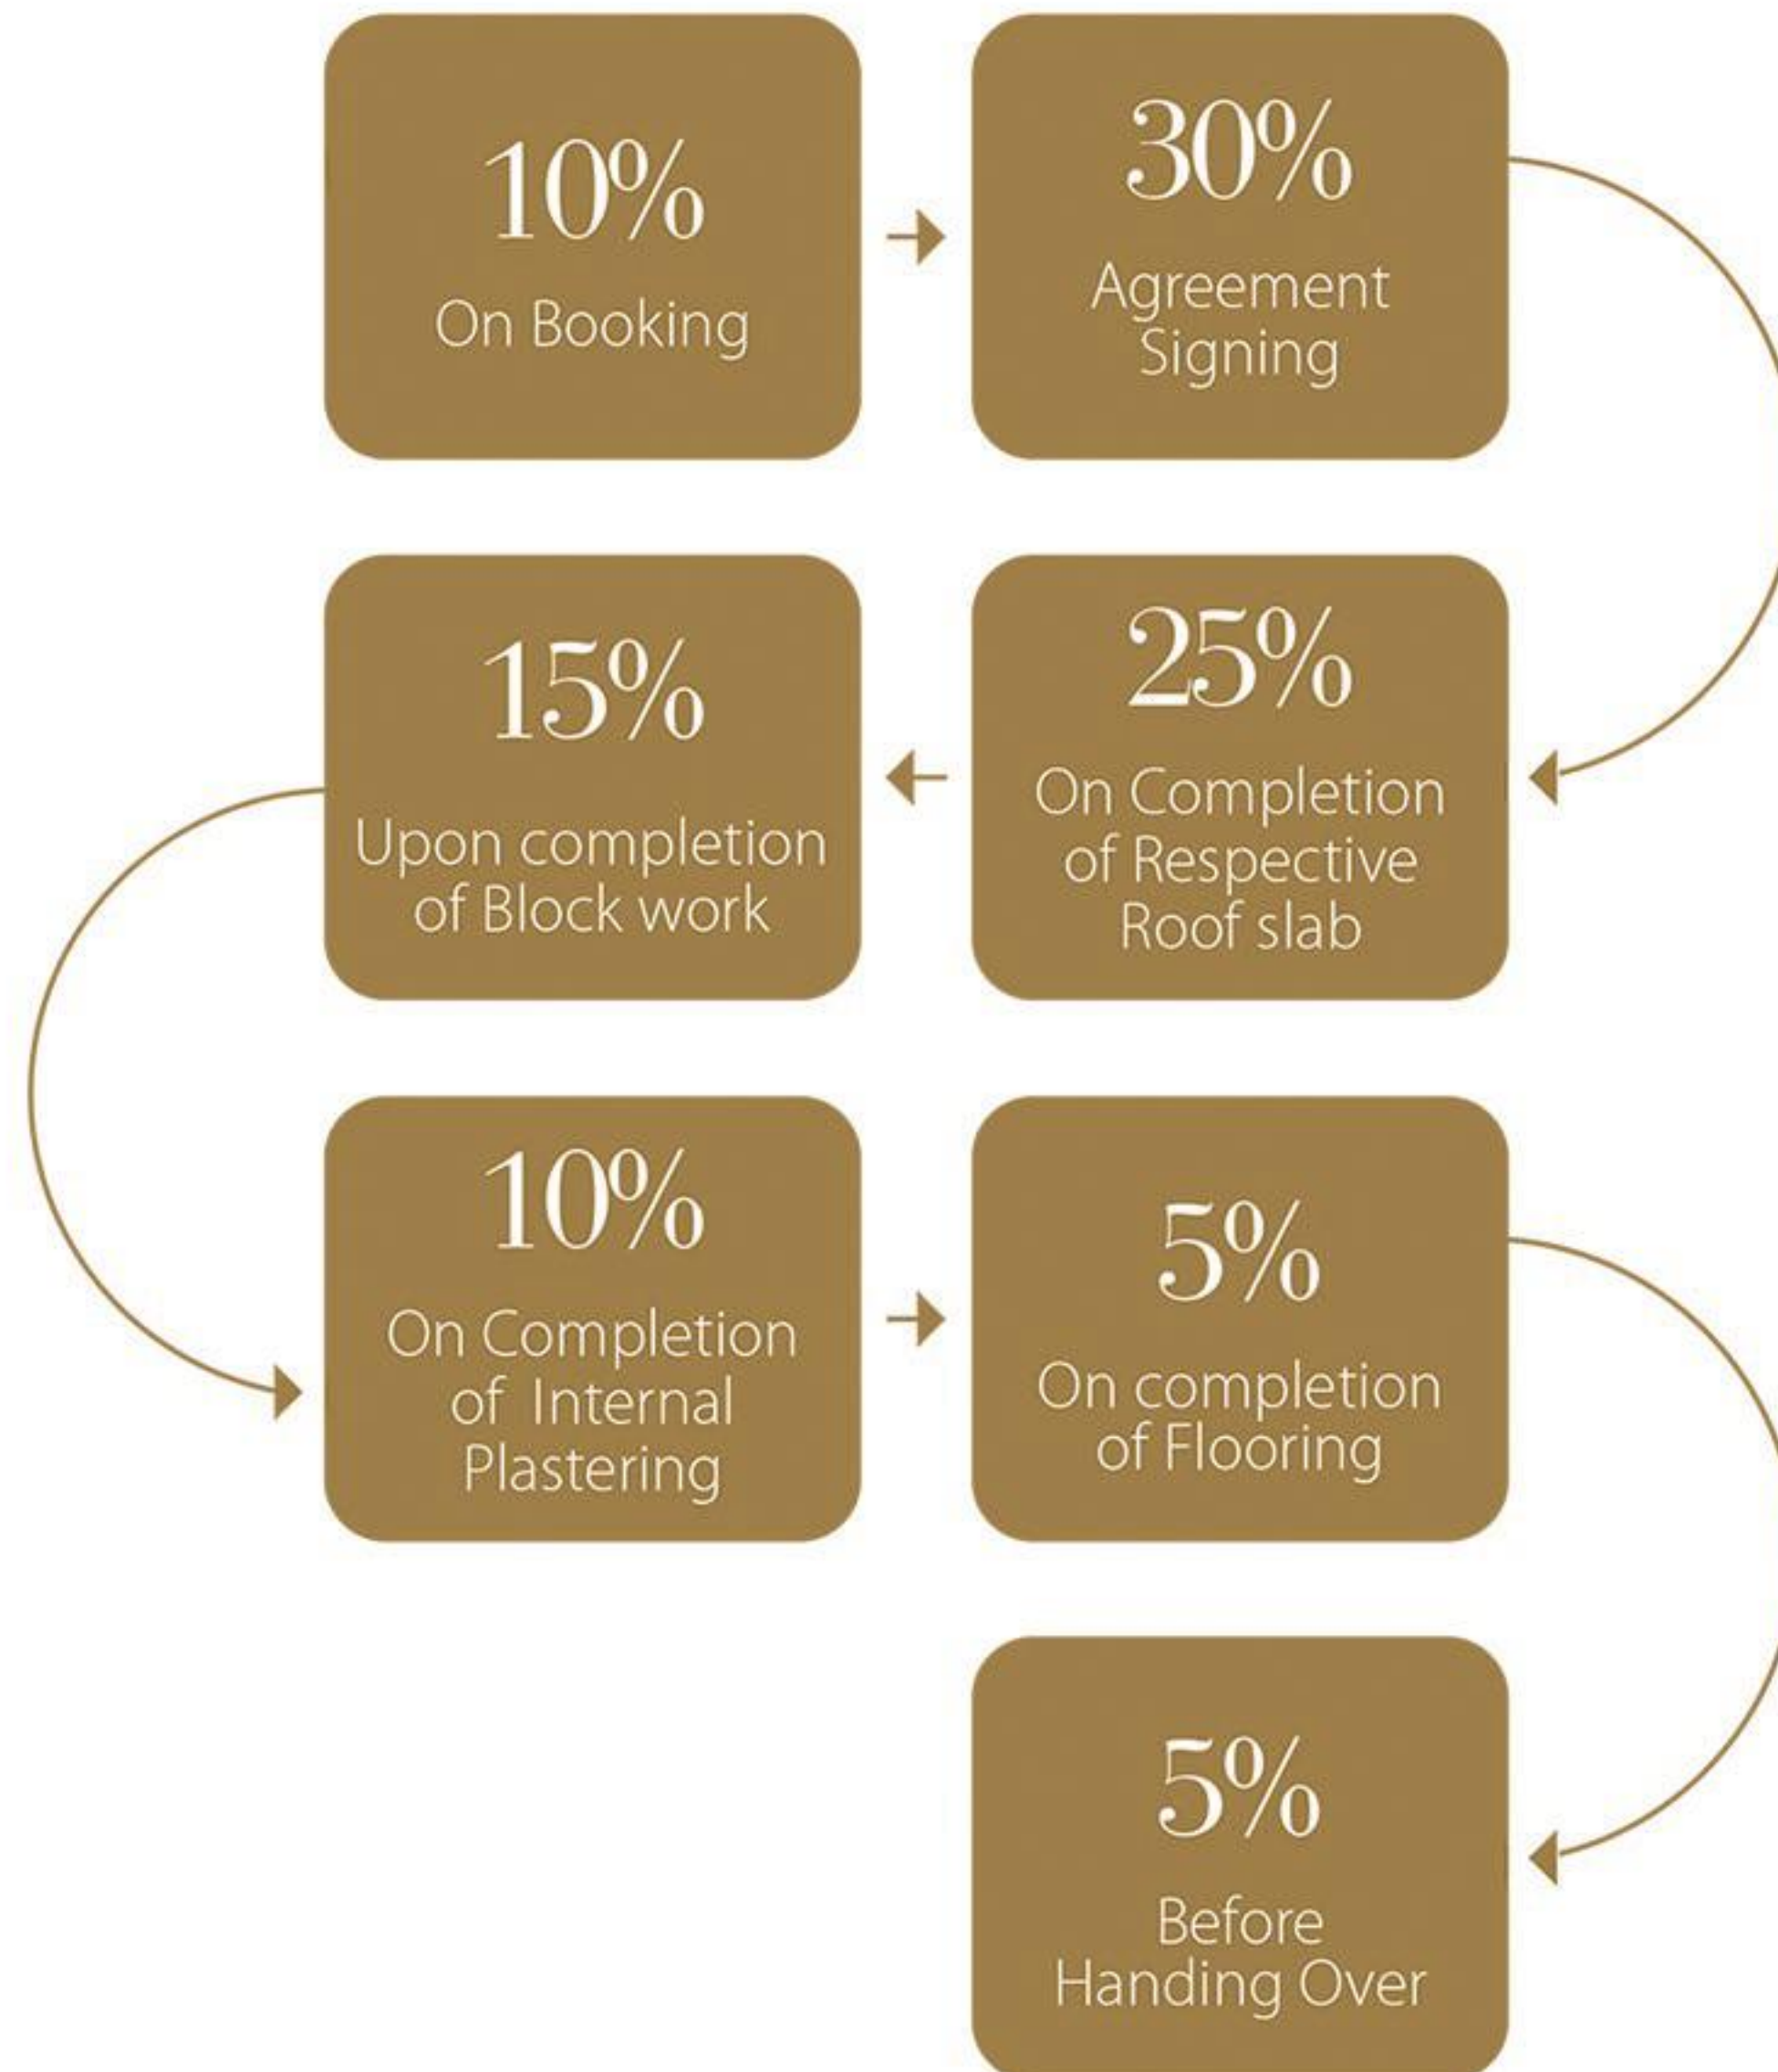 10%
On Booking
30%
Agreement
Signing
25%
On Completion
of Respective
Roof slab
15%
Upon completion
of Block work
10%
On Completion
of Internal
Plastering
5%
On completion
of Flooring
5%
Before
Handing Over